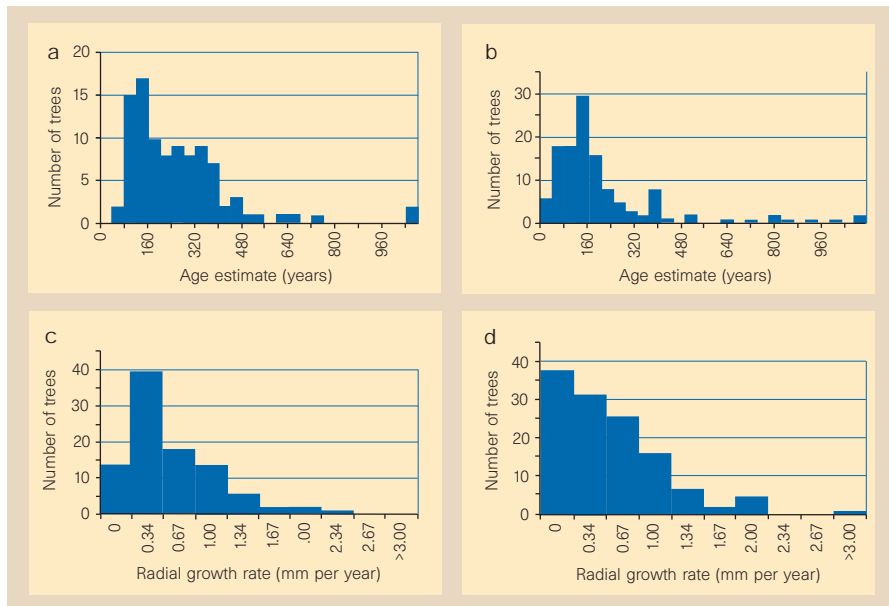 a
20
15
10
5
0
Number of trees
0 160 320 480 640 800 960
Age estimate (years)
b
30
20
10
0
Number of trees
0 160 320 480 640 800 960
Age estimate (years)
c
40
30
20
10
0
Number of trees
0 0.34 0.67 1.00 1.34 1.67 .00 2.34 2.67 >3.00
Radial growth rate (mm per year)
d
40
30
20
10
0
Number of trees
0 0.34 0.67 1.00 1.34 1.67 2.00 2.34 2.67 >3.00
Radial growth rate (mm per year)